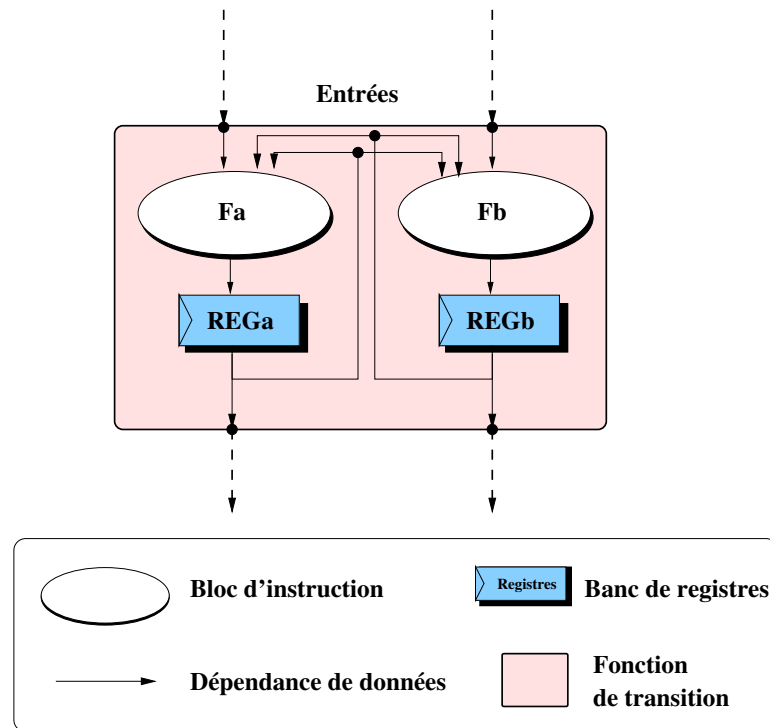 Entrées
Fa
Fb
REGa
REGb
Bloc d'instruction
Registres
Banc de registres
Dépendance de données
Fonction
de transition